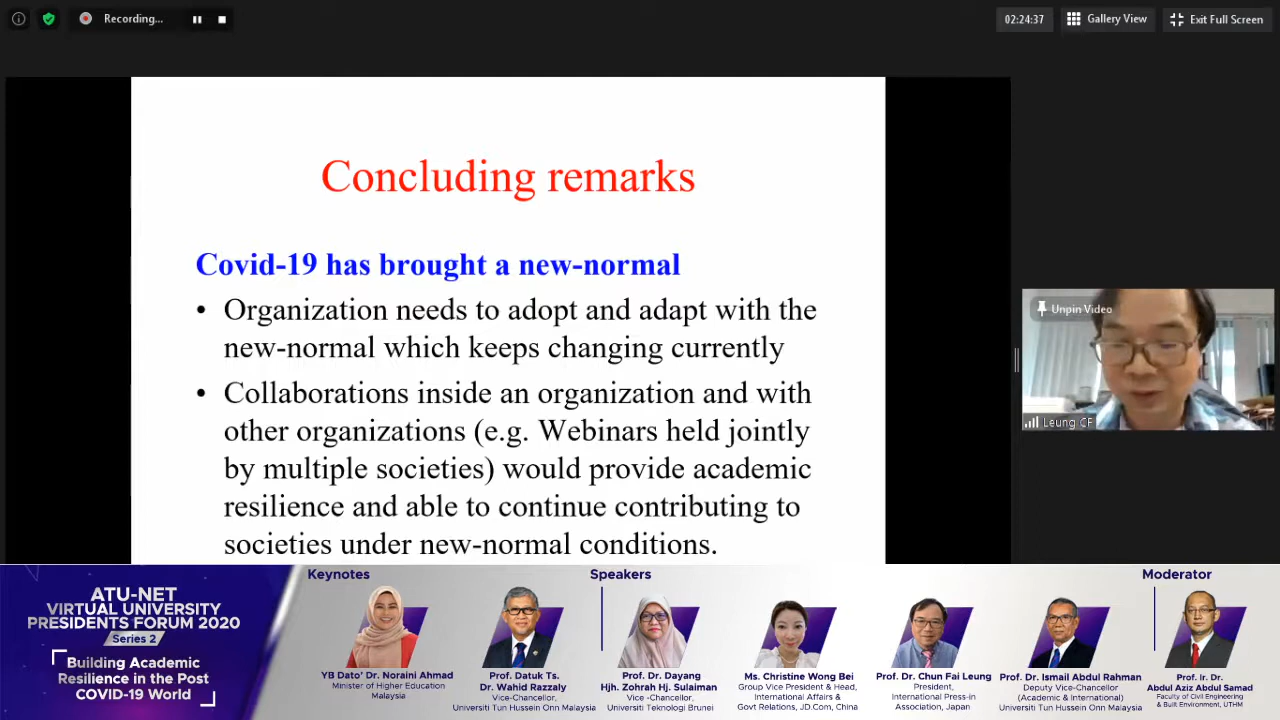 Recording...
02:24:37
Gallery View
Exit Full Screen
Concluding remarks
Covid-19 has brought a new-normal
• Organization needs to adopt and adapt with the
new-normal which keeps changing currently
• Collaborations inside an organization and with
other organizations (e.g. Webinars held jointly
by multiple societies) would provide academic
resilience and able to continue contributing to
societies under new-normal conditions.
Unpin Video
Leung CF
ATU-NET
VIRTUAL UNIVERSITY
PRESIDENTS FORUM 2020
Series 2
Building Academic
Resilience in the Post
COVID-19 World
Keynotes
YB Dato' Dr. Noraini Ahmad
Minister of Higher Education
Malaysia
Prof. Datuk Ts.
Dr. Wahid Razzaly
Vice-Chancellor,
Universiti Tun Hussein Onn Malaysia
Speakers
Prof. Dr. Dayang
Hjh. Zohrah Hj. Sulaiman
Vice -Chancellor,
Universiti Teknologi Brunei
Ms. Christine Wong Bei
Group Vice President & Head,
International Affairs &
Govt Relations, JD.Com, China
Prof. Dr. Chun Fai Leung
President,
International Press-in
Association, Japan
Prof. Dr. Ismail Abdul Rahman
Deputy Vice-Chancellor
(Academic & International)
Universiti Tun Hussein Onn Malaysia
Moderator
Prof. Ir. Dr.
Abdul Aziz Abdul Samad
Faculty of Civil Engineering
& Built Environment, UTHM